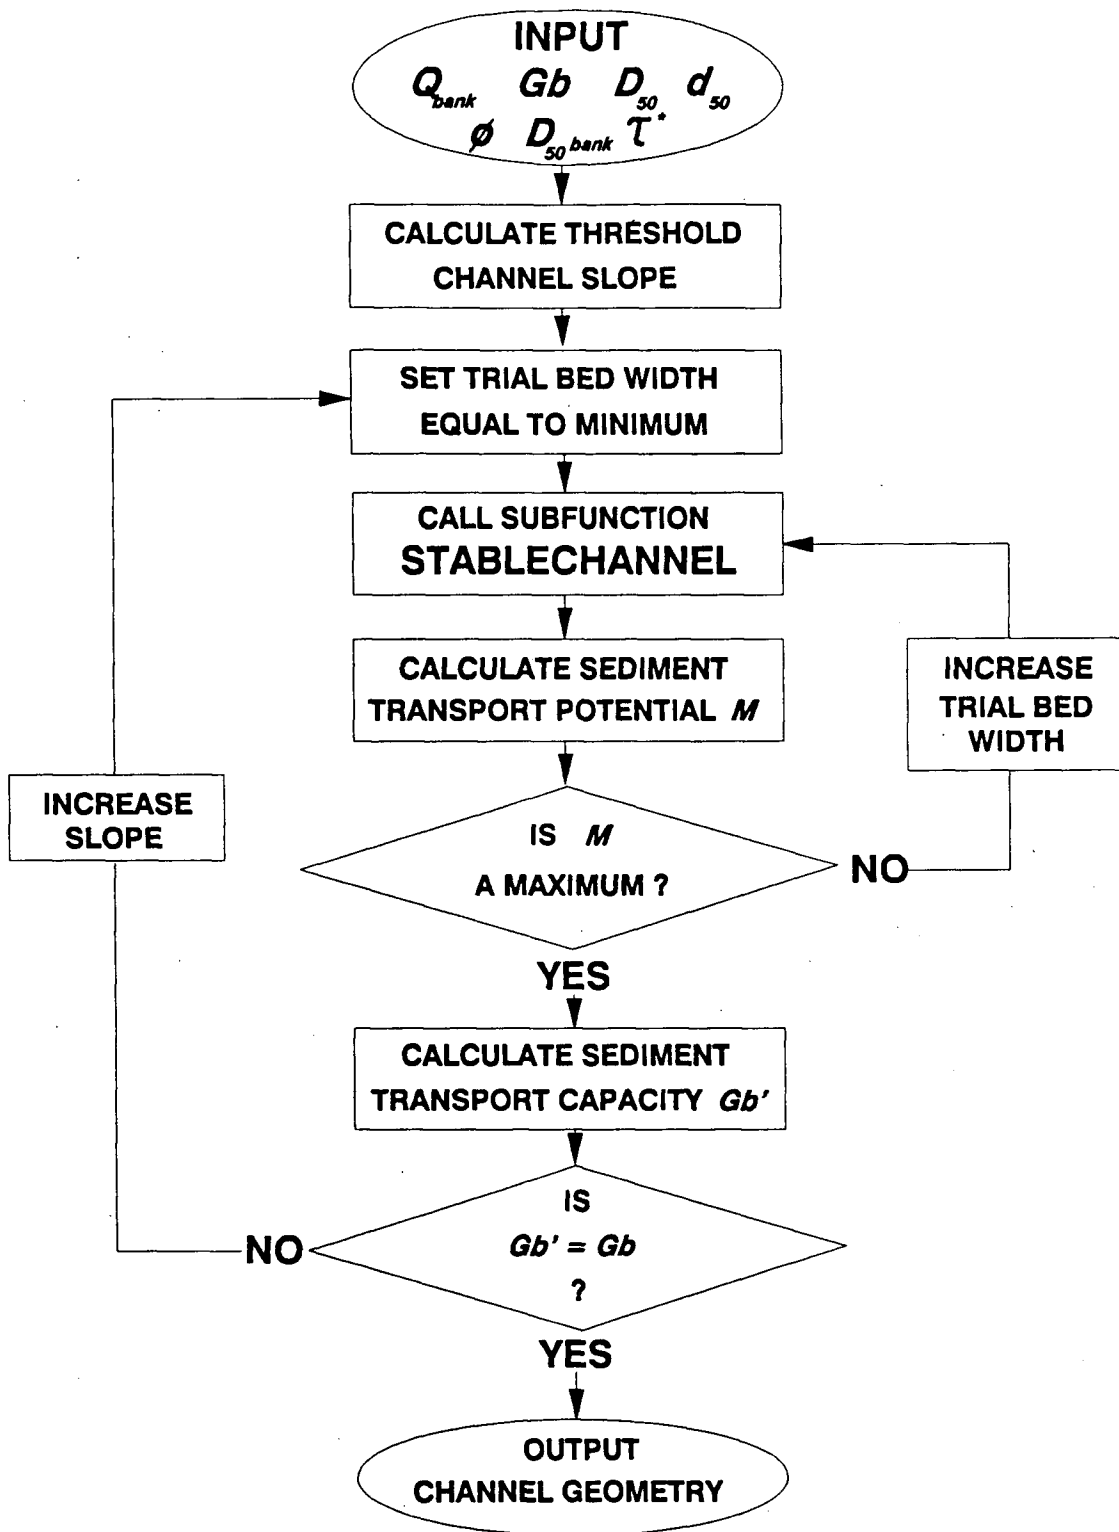 INPUT
Q_bank Gb D_50 d_50
ø D_50 bank τ*
CALCULATE THRESHOLD
CHANNEL SLOPE
SET TRIAL BED WIDTH
EQUAL TO MINIMUM
CALL SUBFUNCTION
STABLECHANNEL
CALCULATE SEDIMENT
TRANSPORT POTENTIAL M
INCREASE
TRIAL BED
WIDTH
INCREASE
SLOPE
IS M
A MAXIMUM ?
NO
YES
CALCULATE SEDIMENT
TRANSPORT CAPACITY Gb'
IS
Gb' = Gb
?
NO
YES
OUTPUT
CHANNEL GEOMETRY